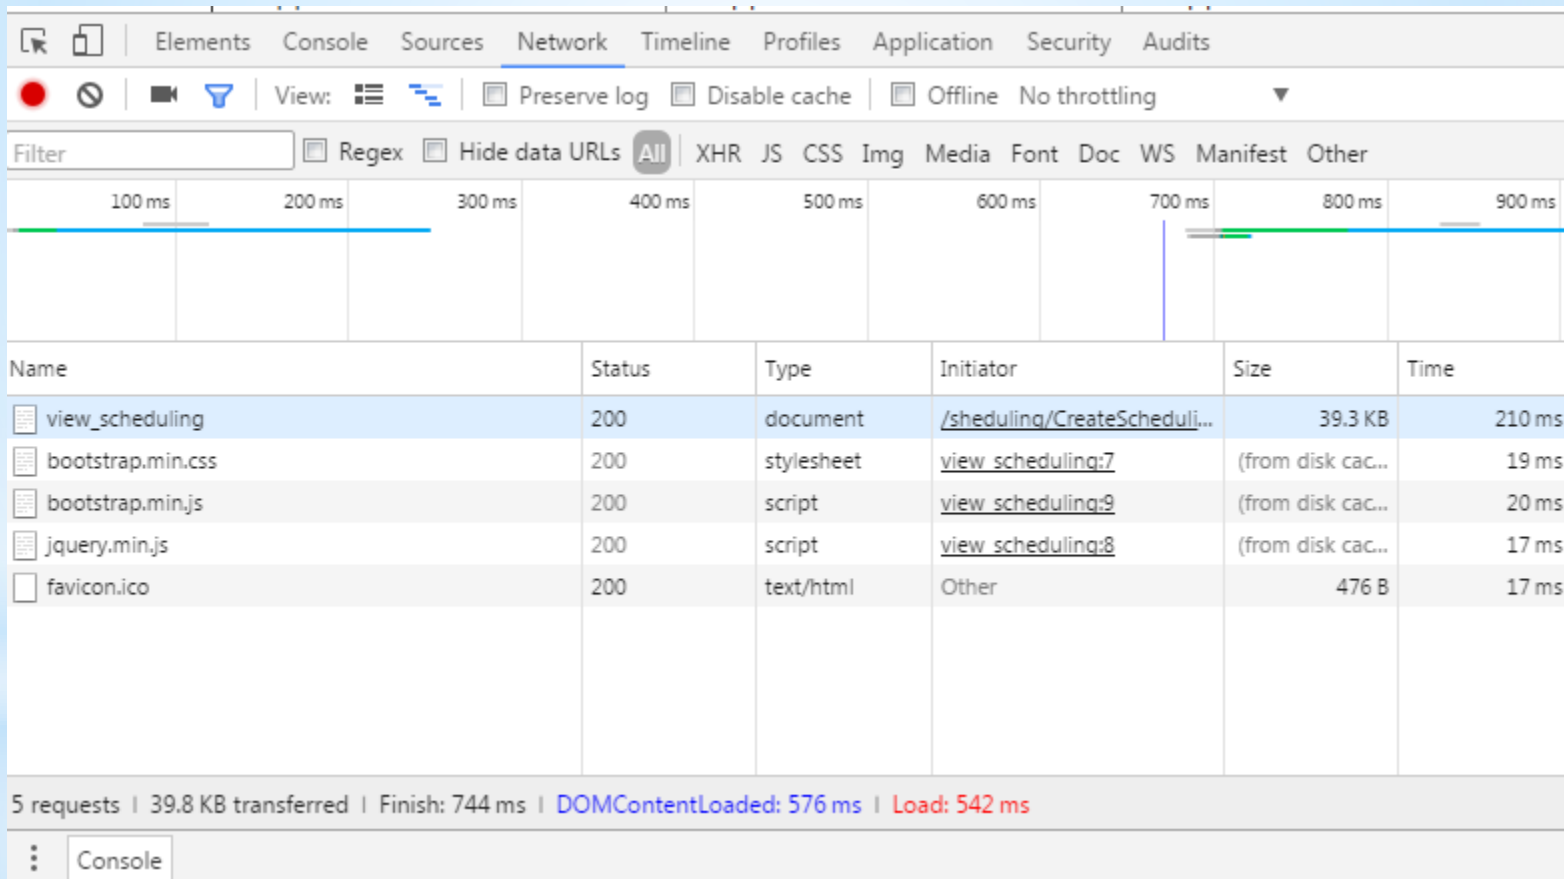 Elements Console Sources Network Timeline Profiles Application Security Audits
View: Preserve log Disable cache Offline No throttling
Filter Regex Hide data URLs All XHR JS CSS Img Media Font Doc WS Manifest Other
100 ms 200 ms 300 ms 400 ms 500 ms 600 ms 700 ms 800 ms 900 ms
Name Status Type Initiator Size Time
view_scheduling 200 document /sheduling/CreateScheduli... 39.3 KB 210 ms
bootstrap.min.css 200 stylesheet view_scheduling:7 (from disk cac... 19 ms
bootstrap.min.js 200 script view_scheduling:9 (from disk cac... 20 ms
jquery.min.js 200 script view_scheduling:8 (from disk cac... 17 ms
favicon.ico 200 text/html Other 476 B 17 ms
5 requests | 39.8 KB transferred | Finish: 744 ms | DOMContentLoaded: 576 ms | Load: 542 ms
Console